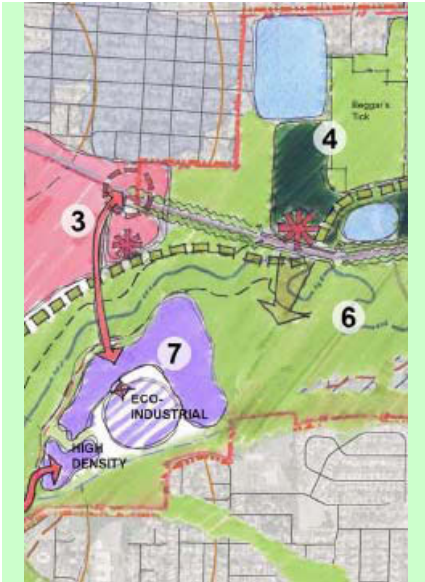 Beggar's
Tick
4
3
6
7
ECO-
INDUSTRIAL
HIGH
DENSITY